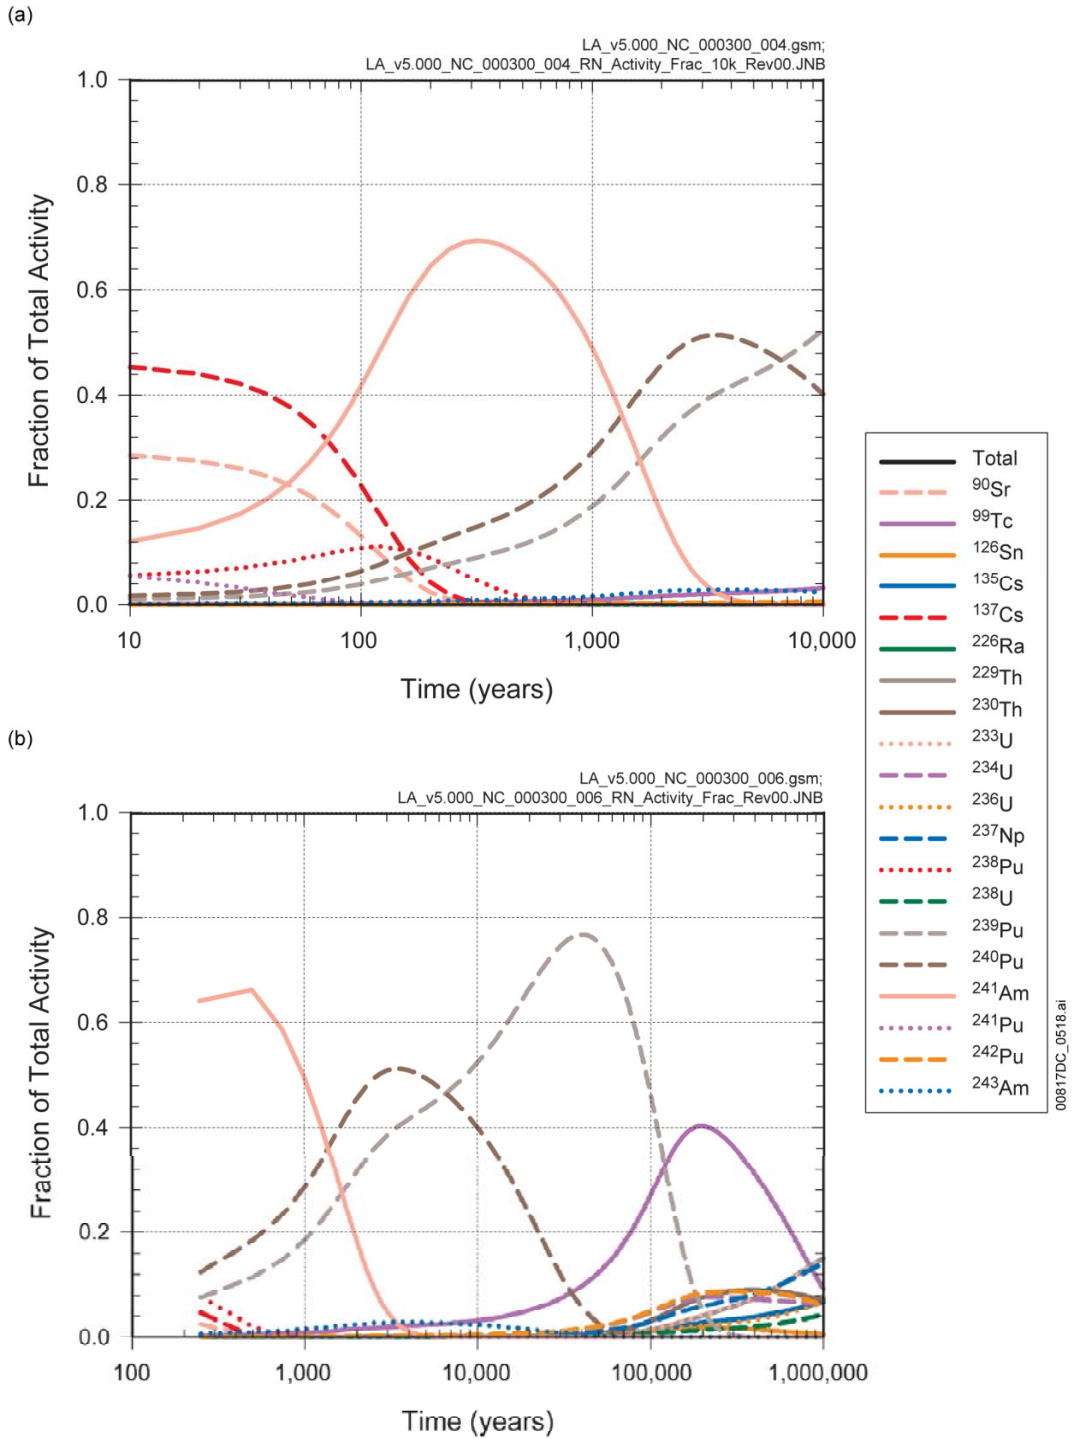 (a)
LA_v5.000_NC_000300_004.gsm;
LA_v5.000_NC_000300_004_RN_Activity_Frac_10k_Rev00.JNB
1.0
0.8
0.6
0.4
0.2
0.0
Fraction of Total Activity
10 100 1,000 10,000
Time (years)
(b)
LA_v5.000_NC_000300_006.gsm;
LA_v5.000_NC_000300_006_RN_Activity_Frac_Rev00.JNB
1.0
0.8
0.6
0.4
0.2
0.0
Fraction of Total Activity
100 1,000 10,000 100,000 1,000,000
Time (years)
Total
⁹⁰Sr
⁹⁹Tc
¹²⁶Sn
¹³⁵Cs
¹³⁷Cs
²²⁶Ra
²²⁹Th
²³⁰Th
²³³U
²³⁴U
²³⁶U
²³⁷Np
²³⁸Pu
²³⁸U
²³⁹Pu
²⁴⁰Pu
²⁴¹Am
²⁴¹Pu
²⁴²Pu
²⁴³Am
00817DC_0518.ai